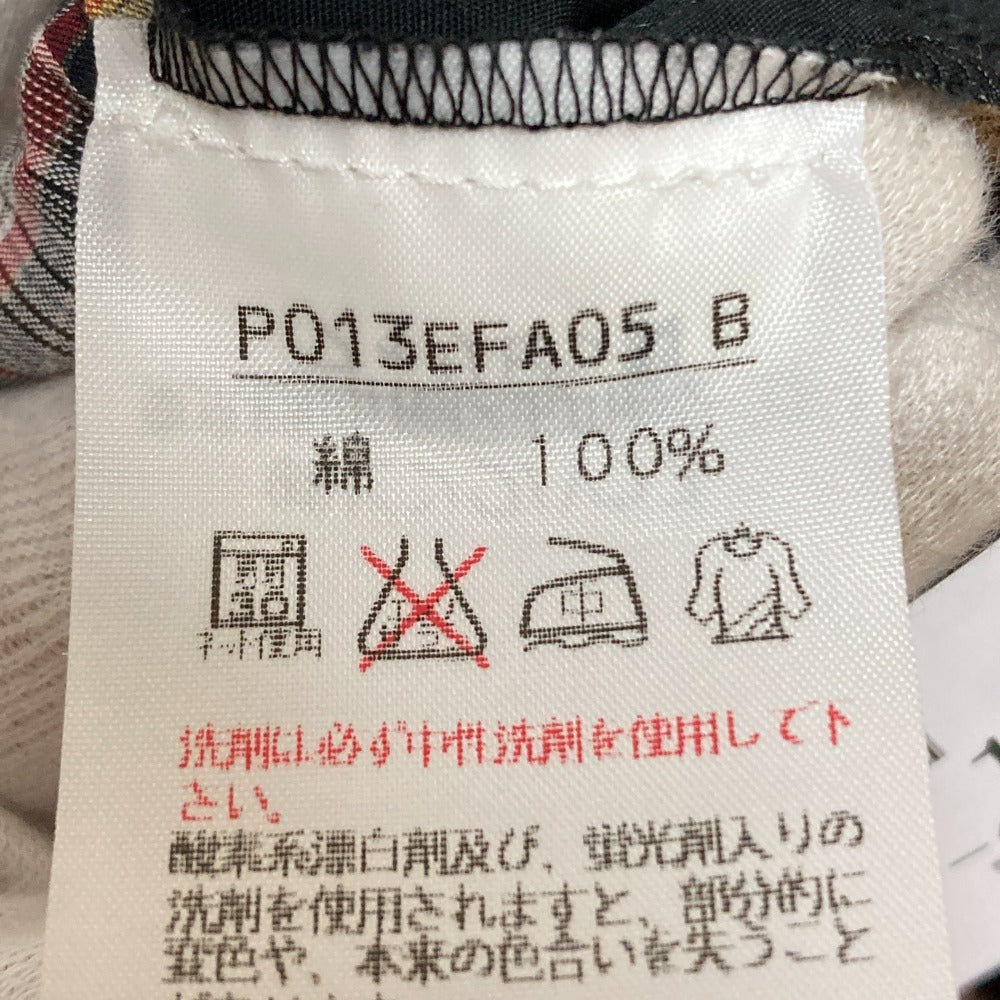 P013EFA05 B
綿 100%
ネット使用
中
洗剤は必ず中性洗剤を使用して下
さい。
酸素系漂白剤及び、蛍光剤入りの
洗剤を使用されますと、部分的に
変色や、本来の色合いを失うこと